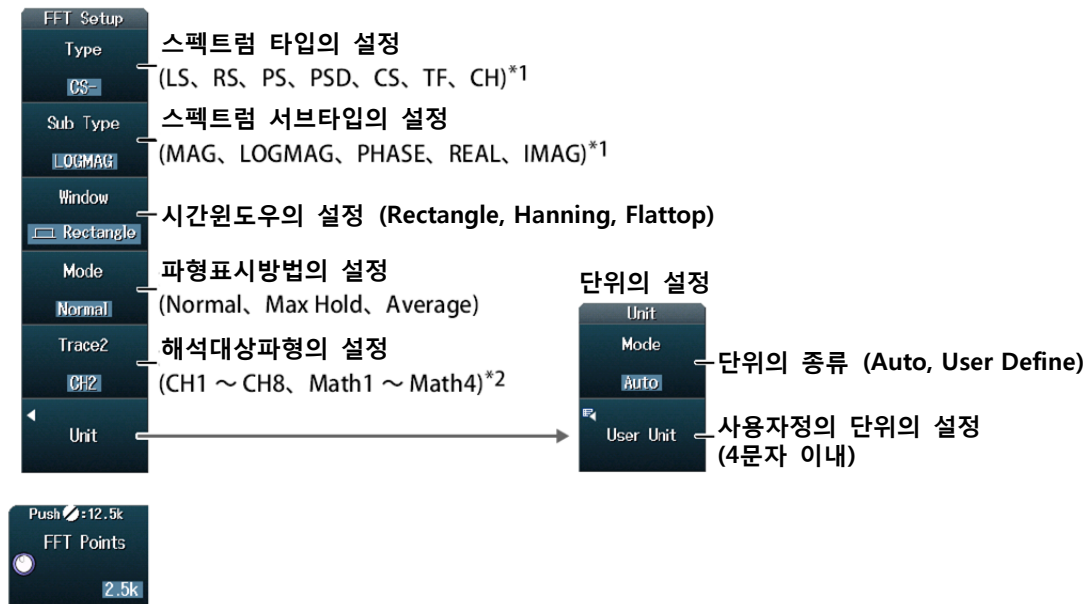 FFT Setup
Type
CS-
스펙트럼 타입의 설정
(LS、RS、PS、PSD、CS、TF、CH)*1
Sub Type
LOGMAG
스펙트럼 서브타입의 설정
(MAG、LOGMAG、PHASE、REAL、IMAG)*1
Window
Rectangle
시간윈도우의 설정 (Rectangle, Hanning, Flattop)
Mode
Normal
파형표시방법의 설정
(Normal、Max Hold、Average)
Trace2
CH2
해석대상파형의 설정
(CH1 ～ CH8、Math1 ～ Math4)*2
Unit
단위의 설정
Unit
Mode
Auto
단위의 종류 (Auto, User Define)
User Unit
사용자정의 단위의 설정
(4문자 이내)
Push :12.5k
FFT Points
2.5k